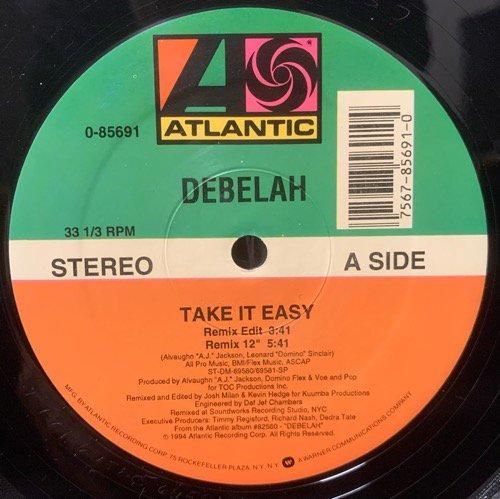 ATLANTIC
0-85691
DEBELAH
7567-85691-0
33 1/3 RPM
STEREO
A SIDE
TAKE IT EASY
Remix Edit 3:41
Remix 12" 5:41
(Alvaughn "A.J." Jackson, Leonard "Domino" Sinclair)
All Pro Music, BMI/Flex Music, ASCAP
ST-DM-69580/69581-SP
Produced by Alvaughn "A.J." Jackson, Domino Flex & Voe and Pop
for TOC Productions Inc.
Remixed and Edited by Josh Milan & Kevin Hedge for Kuumba Productions
Engineered by Def Jef Chambers
Remixed at Soundworks Recording Studio, NYC
Executive Producers: Timmy Regisford, Richard Nash, Dedra Tate
From the Atlantic album #82560 - "DEBELAH"
℗ 1994 Atlantic Recording Corp. All Rights Reserved.
MFG. BY ATLANTIC RECORDING CORP. 75 ROCKEFELLER PLAZA, N.Y. N.Y. A WARNER COMMUNICATIONS COMPANY